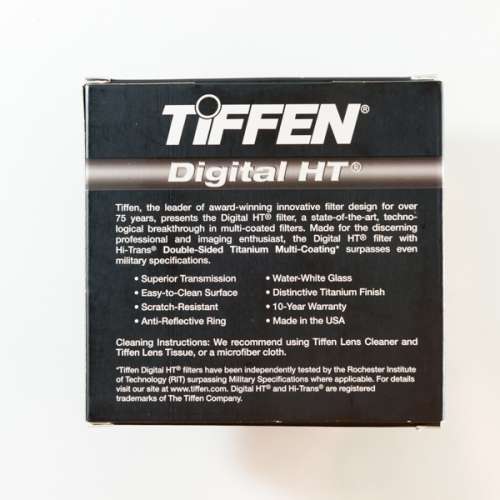 TiFFEN®
Digital HT®
Tiffen, the leader of award-winning innovative filter design for over
75 years, presents the Digital HT® filter, a state-of-the-art, techno-
logical breakthrough in multi-coated filters. Made for the discerning
professional and imaging enthusiast, the Digital HT® filter with
Hi-Trans® Double-Sided Titanium Multi-Coating* surpasses even
military specifications.
• Superior Transmission
• Easy-to-Clean Surface
• Scratch-Resistant
• Anti-Reflective Ring
• Water-White Glass
• Distinctive Titanium Finish
• 10-Year Warranty
• Made in the USA
Cleaning Instructions: We recommend using Tiffen Lens Cleaner and
Tiffen Lens Tissue, or a microfiber cloth.
*Tiffen Digital HT® filters have been independently tested by the Rochester Institute
of Technology (RIT) surpassing Military Specifications where applicable. For details
visit our site at www.tiffen.com. Digital HT® and Hi-Trans® are registered
trademarks of The Tiffen Company.